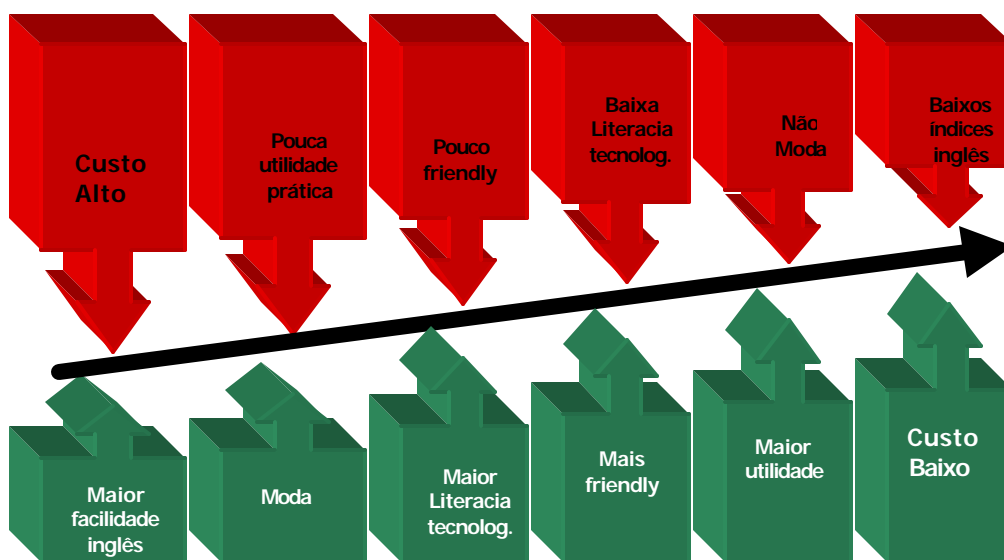 Custo
Alto
Pouca
utilidade
prática
Pouco
friendly
Baixa
Literacia
tecnolog.
Não
Moda
Baixos
índices
inglês
Maior
facilidade
inglês
Moda
Maior
Literacia
tecnolog.
Mais
friendly
Maior
utilidade
Custo
Baixo